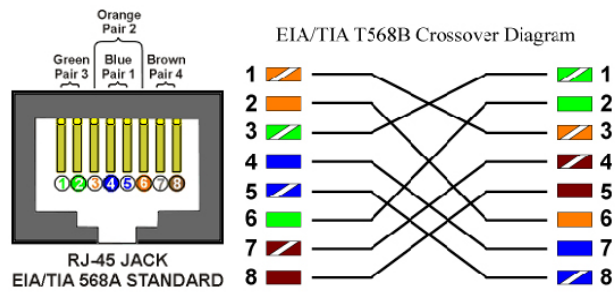 Orange
Pair 2
Green Blue Brown
Pair 3 Pair 1 Pair 4
1 2 3 4 5 6 7 8
RJ-45 JACK
EIA/TIA 568A STANDARD
EIA/TIA T568B Crossover Diagram
1 1
2 2
3 3
4 4
5 5
6 6
7 7
8 8